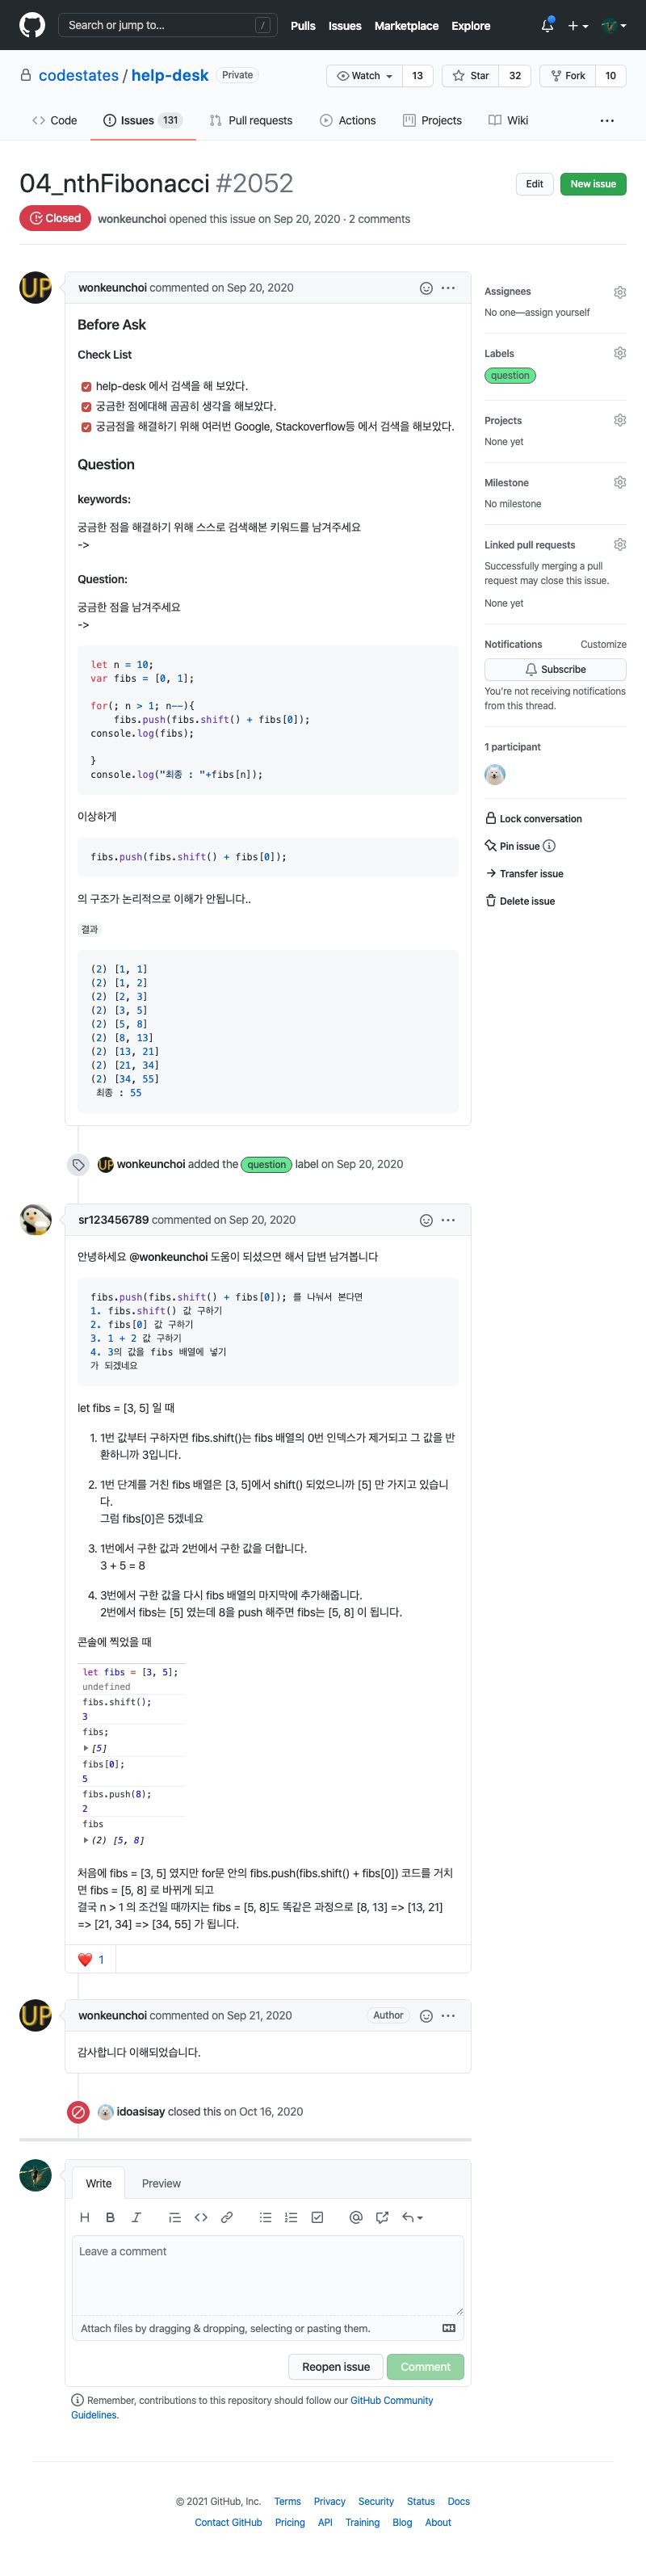 Search or jump to...
/
Pulls Issues Marketplace Explore
codestates / help-desk Private
Watch 13 Star 32 Fork 10
Code Issues 131 Pull requests Actions Projects Wiki
04_nthFibonacci #2052
Edit New issue
Closed wonkeunchoi opened this issue on Sep 20, 2020 · 2 comments
wonkeunchoi commented on Sep 20, 2020
Before Ask
Check List
help-desk 에서 검색을 해 보았다.
궁금한 점에대해 곰곰히 생각을 해보았다.
궁금점을 해결하기 위해 여러번 Google, Stackoverflow등 에서 검색을 해보았다.
Question
keywords:
궁금한 점을 해결하기 위해 스스로 검색해본 키워드를 남겨주세요
->
Question:
궁금한 점을 남겨주세요
->
let n = 10;
var fibs = [0, 1];
for(; n > 1; n--){
fibs.push(fibs.shift() + fibs[0]);
console.log(fibs);
}
console.log("최종 : "+fibs[n]);
이상하게
fibs.push(fibs.shift() + fibs[0]);
의 구조가 논리적으로 이해가 안됩니다..
결과
(2) [1, 1]
(2) [1, 2]
(2) [2, 3]
(2) [3, 5]
(2) [5, 8]
(2) [8, 13]
(2) [13, 21]
(2) [21, 34]
(2) [34, 55]
최종 : 55
Assignees
No one—assign yourself
Labels
question
Projects
None yet
Milestone
No milestone
Linked pull requests
Successfully merging a pull
request may close this issue.
None yet
Notifications Customize
Subscribe
You're not receiving notifications
from this thread.
1 participant
Lock conversation
Pin issue
Transfer issue
Delete issue
UP wonkeunchoi added the question label on Sep 20, 2020
sr123456789 commented on Sep 20, 2020
안녕하세요 @wonkeunchoi 도움이 되셨으면 해서 답변 남겨봅니다
fibs.push(fibs.shift() + fibs[0]); 를 나눠서 본다면
1. fibs.shift() 값 구하기
2. fibs[0] 값 구하기
3. 1 + 2 값 구하기
4. 3의 값을 fibs 배열에 넣기
가 되겠네요
let fibs = [3, 5] 일 때
1. 1번 값부터 구하자면 fibs.shift()는 fibs 배열의 0번 인덱스가 제거되고 그 값을 반
환하니까 3입니다.
2. 1번 단계를 거친 fibs 배열은 [3, 5]에서 shift() 되었으니까 [5] 만 가지고 있습니
다.
그럼 fibs[0]은 5겠네요
3. 1번에서 구한 값과 2번에서 구한 값을 더합니다.
3 + 5 = 8
4. 3번에서 구한 값을 다시 fibs 배열의 마지막에 추가해줍니다.
2번에서 fibs는 [5] 였는데 8을 push 해주면 fibs는 [5, 8] 이 됩니다.
콘솔에 찍었을 때
let fibs = [3, 5];
undefined
fibs.shift();
3
fibs;
[5]
fibs[0];
5
fibs.push(8);
2
fibs
(2) [5, 8]
처음에 fibs = [3, 5] 였지만 for문 안의 fibs.push(fibs.shift() + fibs[0]) 코드를 거치
면 fibs = [5, 8] 로 바뀌게 되고
결국 n > 1 의 조건일 때까지는 fibs = [5, 8]도 똑같은 과정으로 [8, 13] => [13, 21]
=> [21, 34] => [34, 55] 가 됩니다.
1
UP wonkeunchoi commented on Sep 21, 2020 Author
감사합니다 이해되었습니다.
idoasisay closed this on Oct 16, 2020
Write Preview
H B I
Leave a comment
Attach files by dragging & dropping, selecting or pasting them.
Reopen issue Comment
Remember, contributions to this repository should follow our GitHub Community
Guidelines.
© 2021 GitHub, Inc. Terms Privacy Security Status Docs
Contact GitHub Pricing API Training Blog About